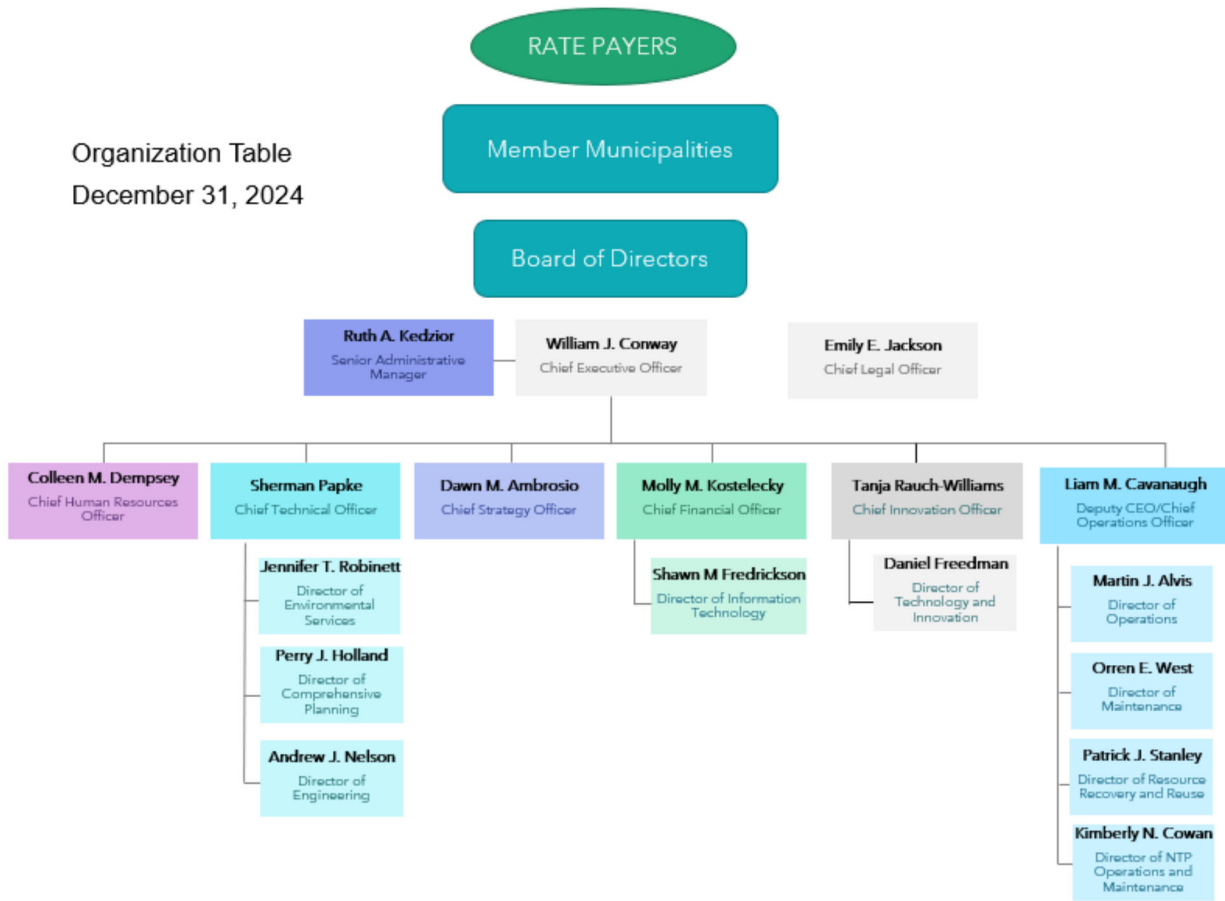 RATE PAYERS
Member Municipalities
Organization Table
December 31, 2024
Board of Directors
Ruth A. Kedzior
Senior Administrative
Manager
William J. Conway
Chief Executive Officer
Emily E. Jackson
Chief Legal Officer
Colleen M. Dempsey
Chief Human Resources
Officer
Sherman Papke
Chief Technical Officer
Dawn M. Ambrosio
Chief Strategy Officer
Molly M. Kostelecky
Chief Financial Officer
Tanja Rauch-Williams
Chief Innovation Officer
Liam M. Cavanaugh
Deputy CEO/Chief
Operations Officer
Jennifer T. Robinett
Director of
Environmental
Services
Perry J. Holland
Director of
Comprehensive
Planning
Andrew J. Nelson
Director of
Engineering
Shawn M Fredrickson
Director of Information
Technology
Daniel Freedman
Director of
Technology and
Innovation
Martin J. Alvis
Director of
Operations
Orren E. West
Director of
Maintenance
Patrick J. Stanley
Director of Resource
Recovery and Reuse
Kimberly N. Cowan
Director of NTP
Operations and
Maintenance